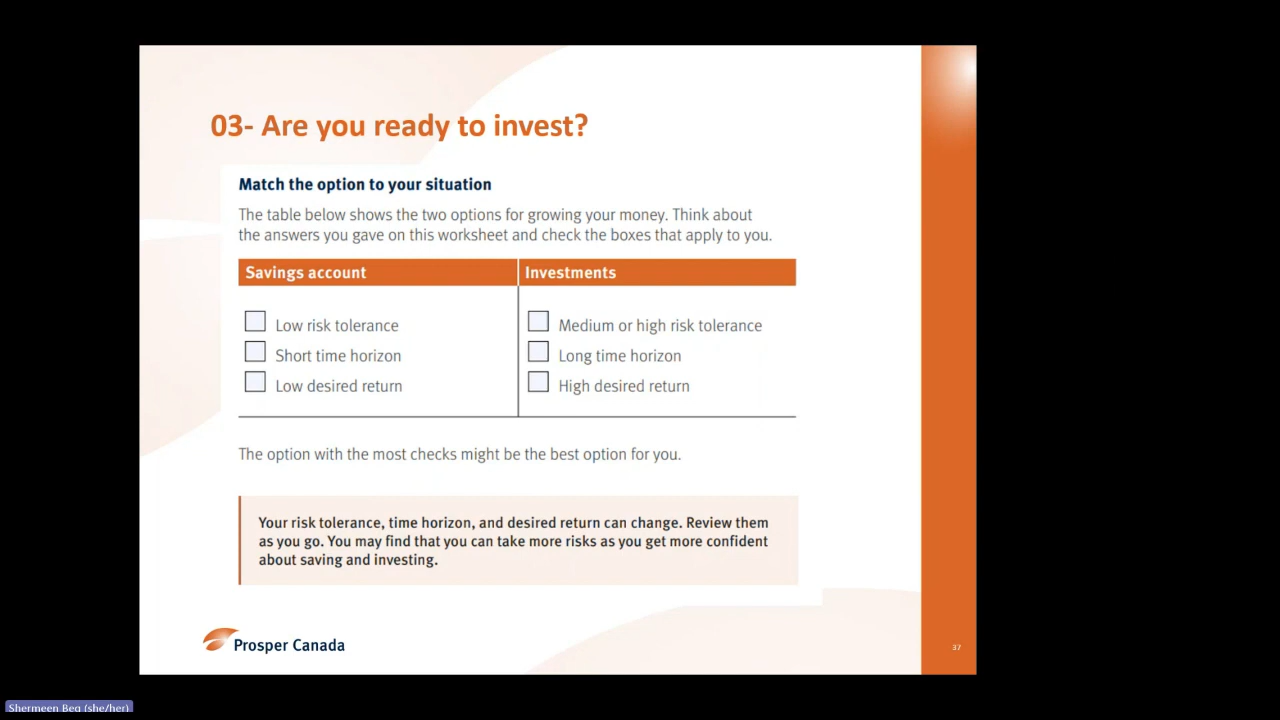 03- Are you ready to invest?
Match the option to your situation
The table below shows the two options for growing your money. Think about
the answers you gave on this worksheet and check the boxes that apply to you.
Savings account
Investments
Low risk tolerance
Medium or high risk tolerance
Short time horizon
Long time horizon
Low desired return
High desired return
The option with the most checks might be the best option for you.
Your risk tolerance, time horizon, and desired return can change. Review them
as you go. You may find that you can take more risks as you get more confident
about saving and investing.
Prosper Canada
37
Shermeen Beg (she/her)